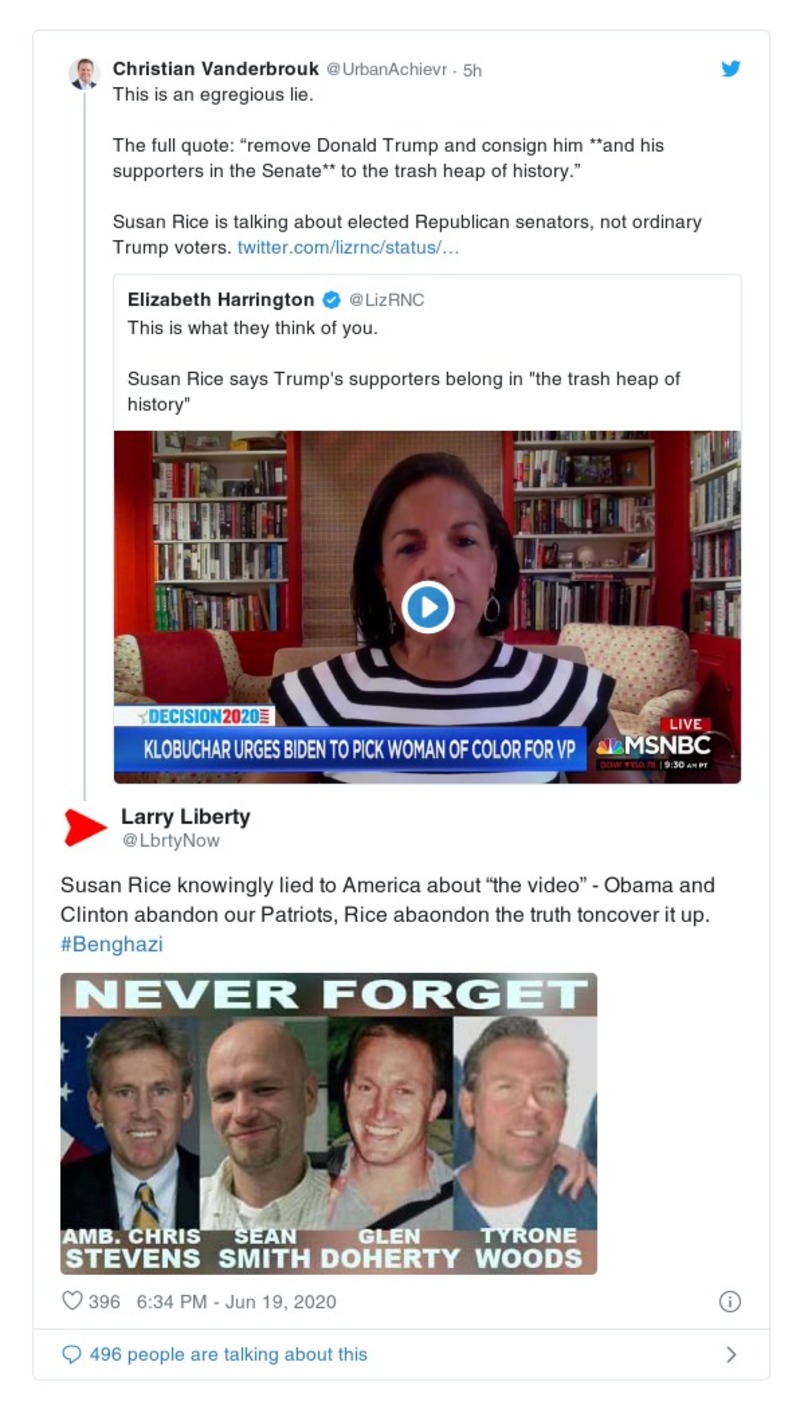 Christian Vanderbrouk @UrbanAchievr · 5h
This is an egregious lie.
The full quote: “remove Donald Trump and consign him **and his
supporters in the Senate** to the trash heap of history.”
Susan Rice is talking about elected Republican senators, not ordinary
Trump voters. twitter.com/lizrnc/status/…
Elizabeth Harrington @LizRNC
This is what they think of you.
Susan Rice says Trump's supporters belong in "the trash heap of
history"
DECISION2020
LIVE
KLOBUCHAR URGES BIDEN TO PICK WOMAN OF COLOR FOR VP
MSNBC
DOW ▼150.78 | 9:30 AM PT
Larry Liberty
@LbrtyNow
Susan Rice knowingly lied to America about “the video” - Obama and
Clinton abandon our Patriots, Rice abaondon the truth toncover it up.
#Benghazi
NEVER FORGET
AMB. CHRIS STEVENS
SEAN SMITH
GLEN DOHERTY
TYRONE WOODS
396 6:34 PM - Jun 19, 2020
496 people are talking about this